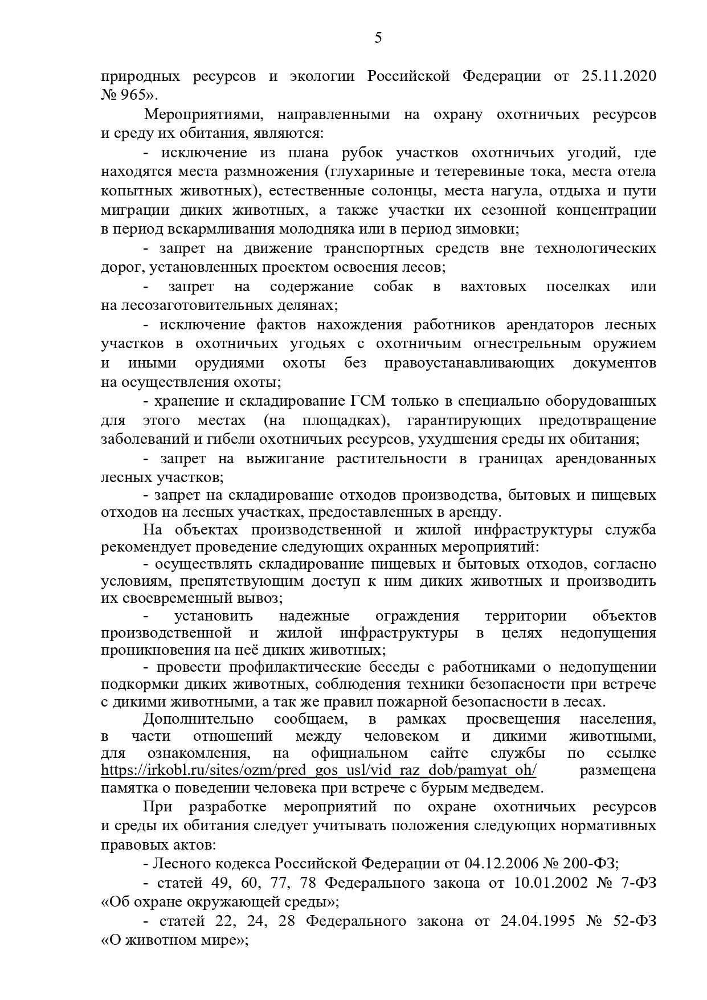 5
природных ресурсов и экологии Российской Федерации от 25.11.2020
№ 965».
Мероприятиями, направленными на охрану охотничьих ресурсов
и среду их обитания, являются:
- исключение из плана рубок участков охотничьих угодий, где
находятся места размножения (глухариные и тетеревиные тока, места отела
копытных животных), естественные солонцы, места нагула, отдыха и пути
миграции диких животных, а также участки их сезонной концентрации
в период вскармливания молодняка или в период зимовки;
- запрет на движение транспортных средств вне технологических
дорог, установленных проектом освоения лесов;
- запрет на содержание собак в вахтовых поселках или
на лесозаготовительных делянах;
- исключение фактов нахождения работников арендаторов лесных
участков в охотничьих угодьях с охотничьим огнестрельным оружием
и иными орудиями охоты без правоустанавливающих документов
на осуществления охоты;
- хранение и складирование ГСМ только в специально оборудованных
для этого местах (на площадках), гарантирующих предотвращение
заболеваний и гибели охотничьих ресурсов, ухудшения среды их обитания;
- запрет на выжигание растительности в границах арендованных
лесных участков;
- запрет на складирование отходов производства, бытовых и пищевых
отходов на лесных участках, предоставленных в аренду.
На объектах производственной и жилой инфраструктуры служба
рекомендует проведение следующих охранных мероприятий:
- осуществлять складирование пищевых и бытовых отходов, согласно
условиям, препятствующим доступ к ним диких животных и производить
их своевременный вывоз;
- установить надежные ограждения территории объектов
производственной и жилой инфраструктуры в целях недопущения
проникновения на неё диких животных;
- провести профилактические беседы с работниками о недопущении
подкормки диких животных, соблюдения техники безопасности при встрече
с дикими животными, а так же правил пожарной безопасности в лесах.
Дополнительно сообщаем, в рамках просвещения населения,
в части отношений между человеком и дикими животными,
для ознакомления, на официальном сайте службы по ссылке
https://irkobl.ru/sites/ozm/pred_gos_usl/vid_raz_dob/pamyat_oh/ размещена
памятка о поведении человека при встрече с бурым медведем.
При разработке мероприятий по охране охотничьих ресурсов
и среды их обитания следует учитывать положения следующих нормативных
правовых актов:
- Лесного кодекса Российской Федерации от 04.12.2006 № 200-ФЗ;
- статей 49, 60, 77, 78 Федерального закона от 10.01.2002 № 7-ФЗ
«Об охране окружающей среды»;
- статей 22, 24, 28 Федерального закона от 24.04.1995 № 52-ФЗ
«О животном мире»;